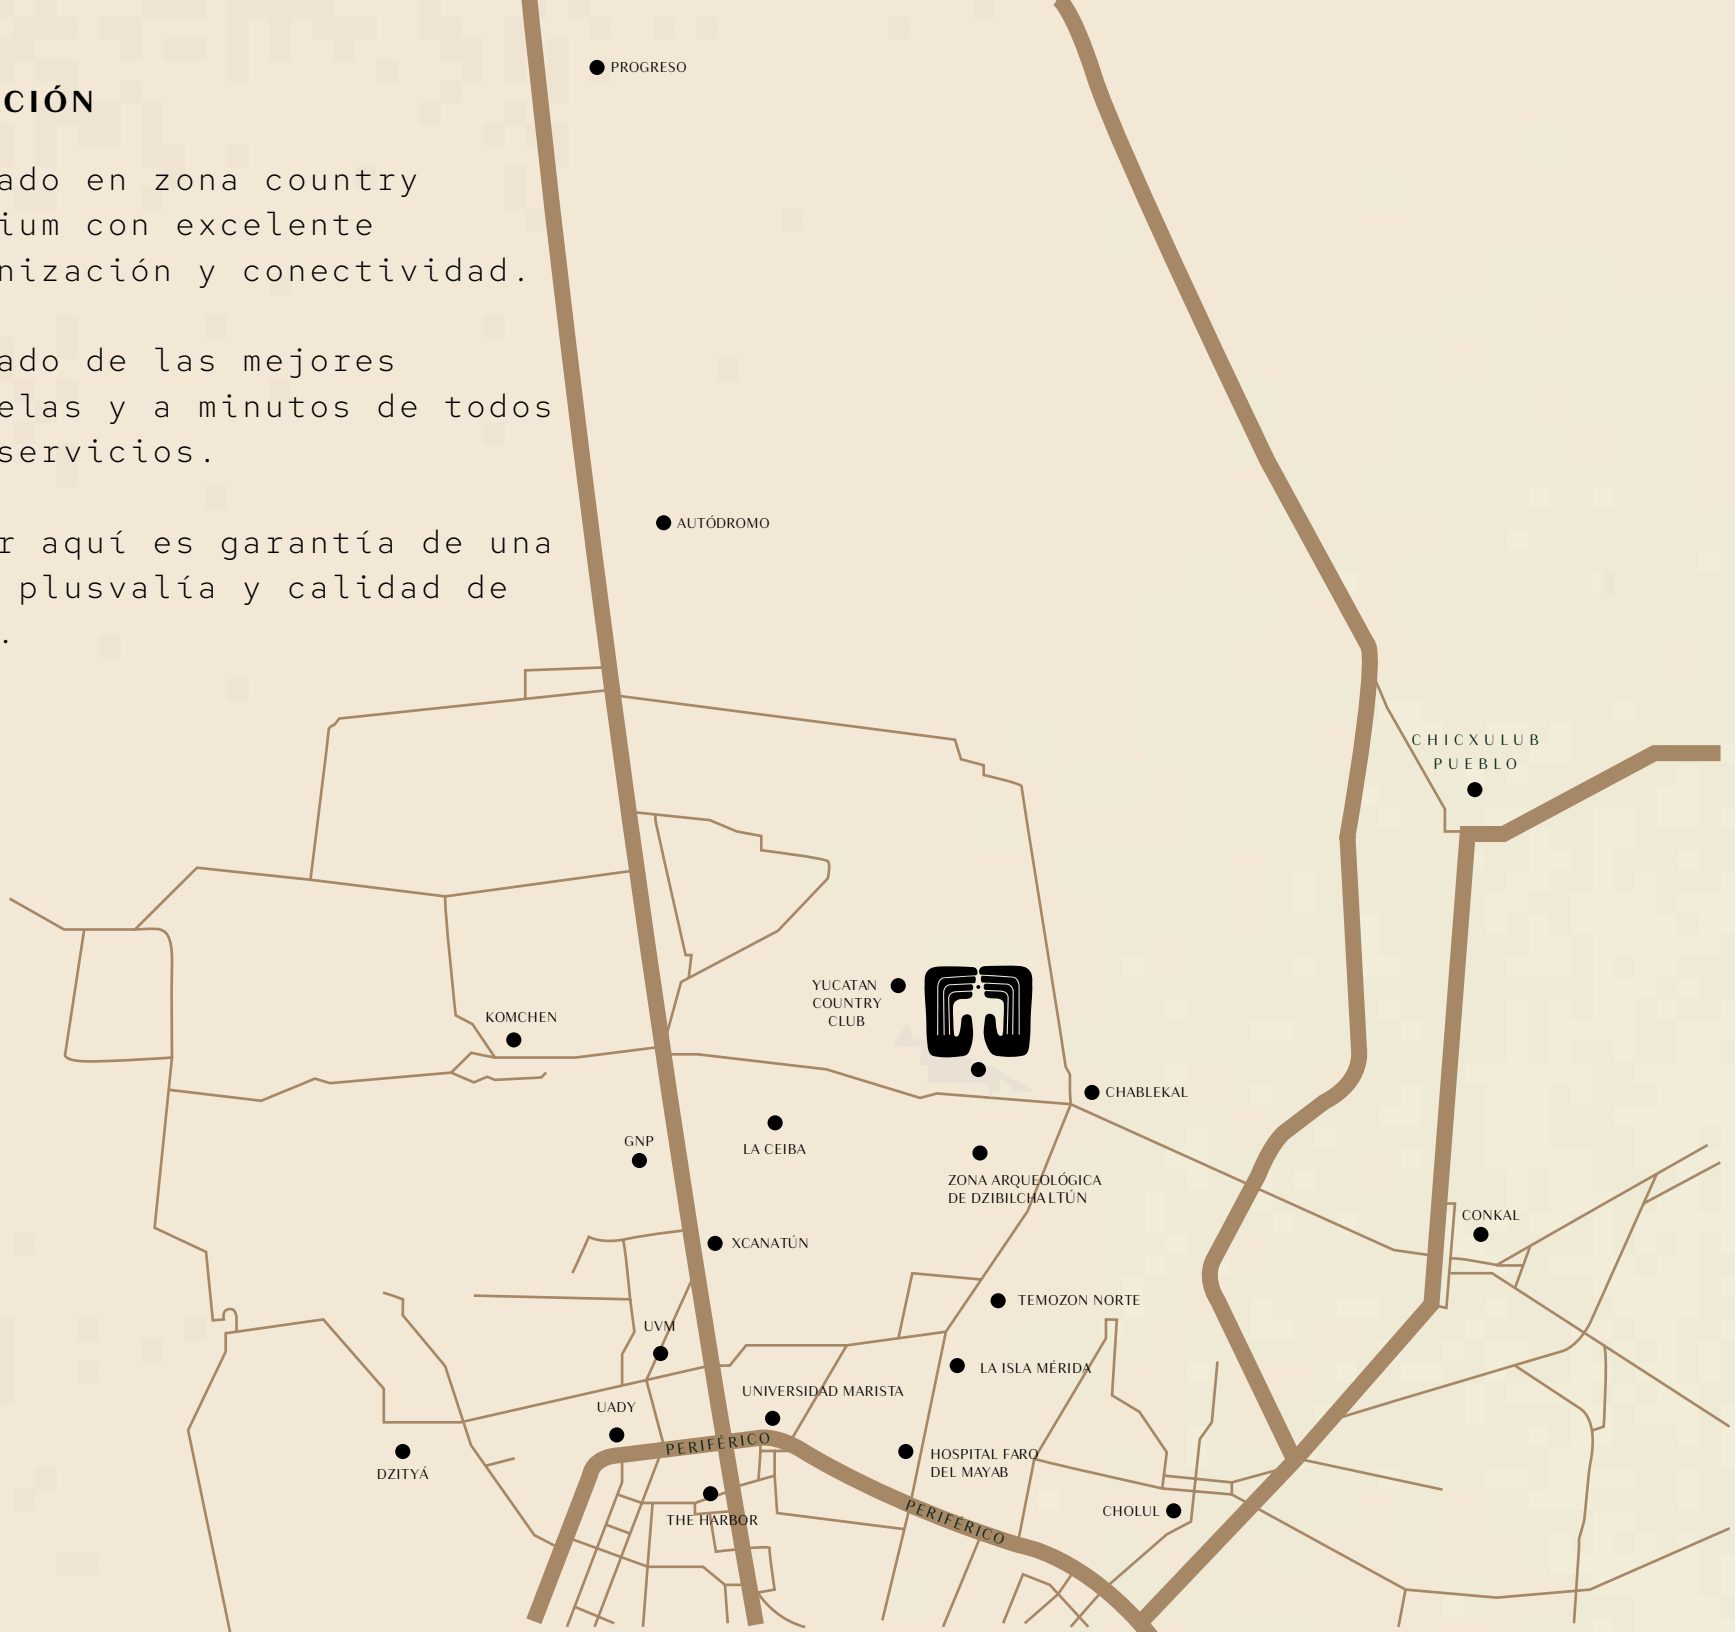 CIÓN
ado en zona country
ium con excelente
nización y conectividad.
ado de las mejores
elas y a minutos de todos
servicios.
r aquí es garantía de una
plusvalía y calidad de
.
PROGRESO
AUTÓDROMO
CHICXULUB
PUEBLO
YUCATAN
COUNTRY
CLUB
KOMCHEN
CHABLEKAL
GNP
LA CEIBA
ZONA ARQUEOLÓGICA
DE DZIBILCHALTÚN
CONKAL
XCANATÚN
TEMOZON NORTE
UVM
LA ISLA MÉRIDA
UNIVERSIDAD MARISTA
UADY
PERIFÉRICO
HOSPITAL FARO
DEL MAYAB
DZITYÁ
PERIFÉRICO
CHOLUL
THE HARBOR